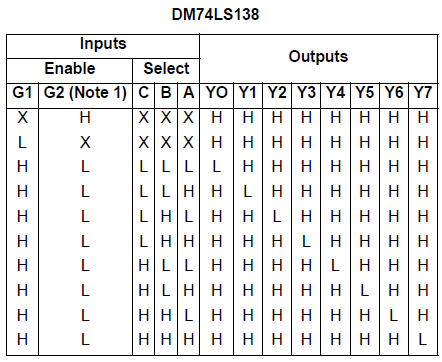 DM74LS138
Inputs Outputs
Enable Select
G1 G2 (Note 1) C B A YO Y1 Y2 Y3 Y4 Y5 Y6 Y7
X H X X X H H H H H H H H
L X X X X H H H H H H H H
H L L L L L H H H H H H H
H L L L H H L H H H H H H
H L L H L H H L H H H H H
H L L H H H H H L H H H H
H L H L L H H H H L H H H
H L H L H H H H H H L H H
H L H H L H H H H H H L H
H L H H H H H H H H H H L